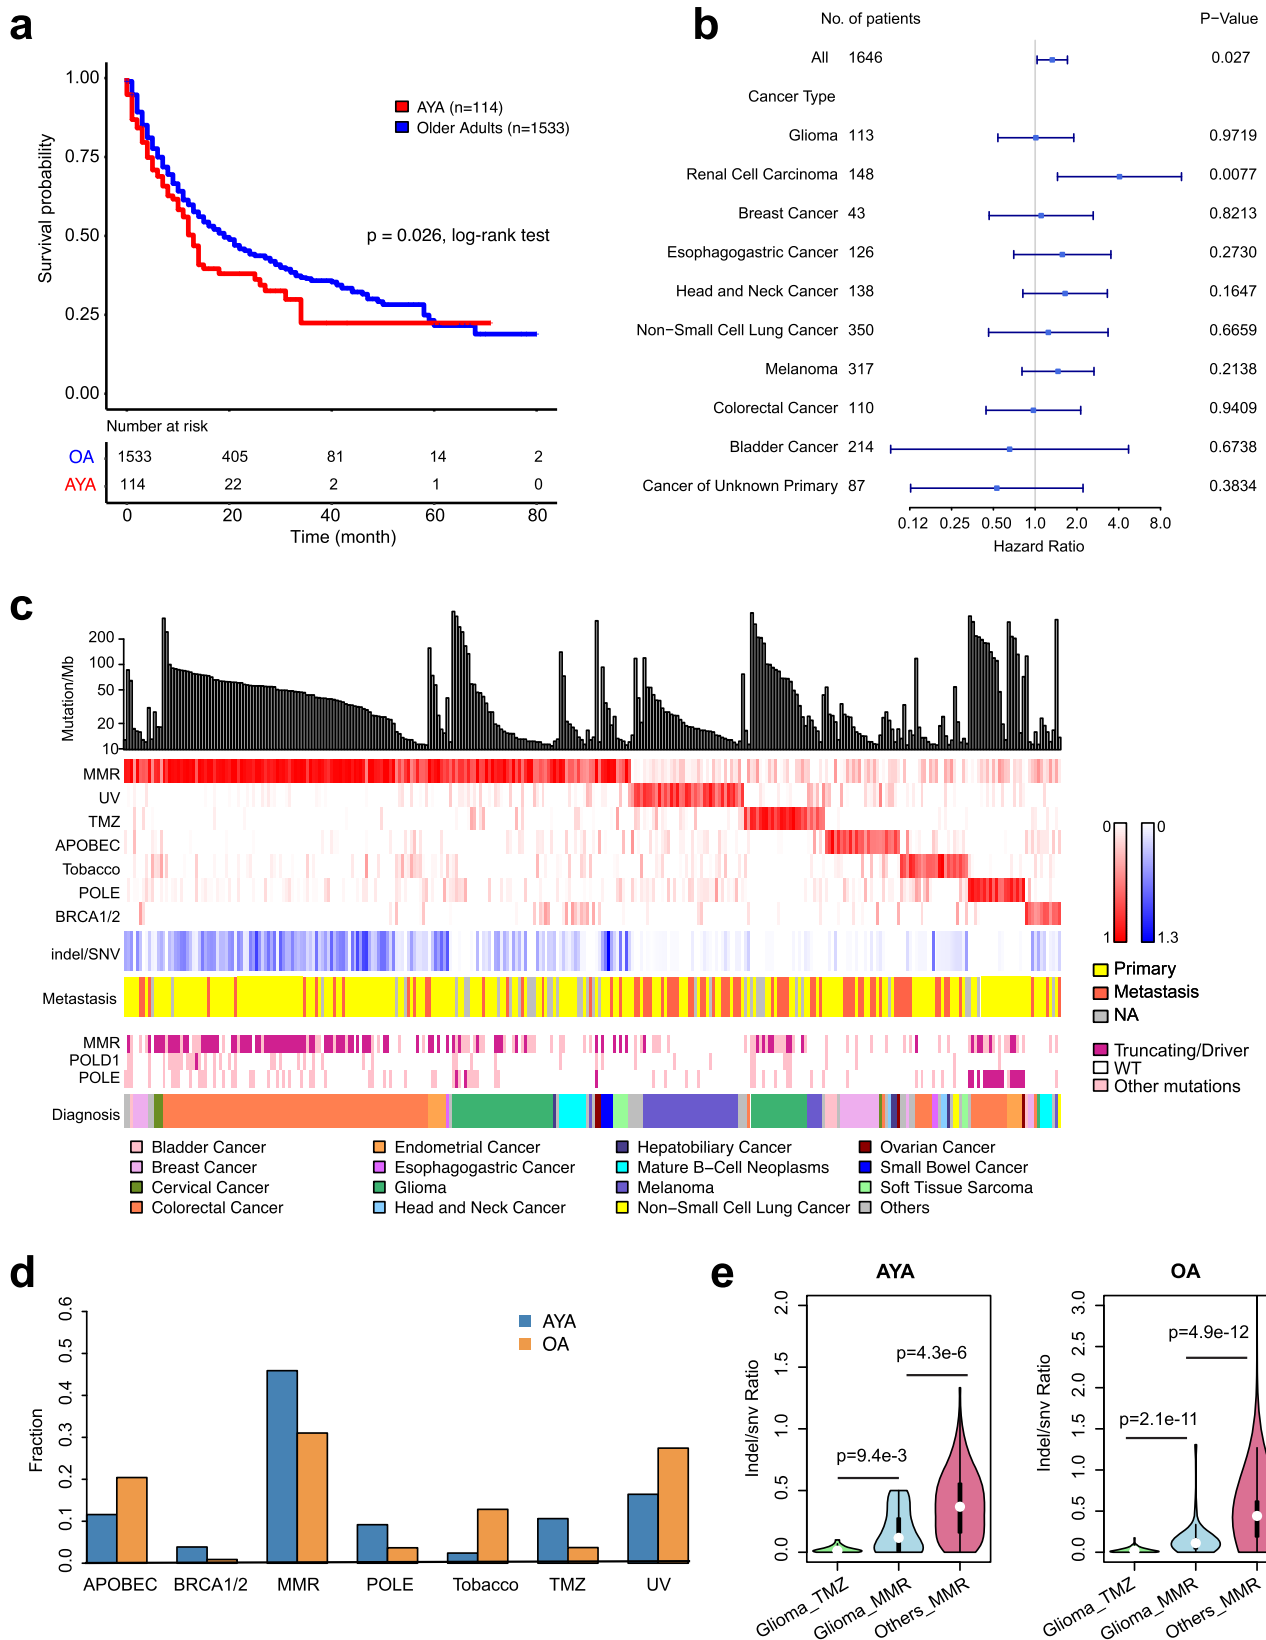 a
1.00
0.75
0.50
0.25
0.00
Survival probability
AYA (n=114)
Older Adults (n=1533)
p = 0.026, log-rank test
Number at risk
OA 1533 405 81 14 2
AYA 114 22 2 1 0
0 20 40 60 80
Time (month)
b
No. of patients P−Value
All 1646 0.027
Cancer Type
Glioma 113 0.9719
Renal Cell Carcinoma 148 0.0077
Breast Cancer 43 0.8213
Esophagogastric Cancer 126 0.2730
Head and Neck Cancer 138 0.1647
Non−Small Cell Lung Cancer 350 0.6659
Melanoma 317 0.2138
Colorectal Cancer 110 0.9409
Bladder Cancer 214 0.6738
Cancer of Unknown Primary 87 0.3834
0.12 0.25 0.50 1.0 2.0 4.0 8.0
Hazard Ratio
c
Mutation/Mb
200
100
50
20
10
MMR
UV
TMZ
APOBEC
Tobacco
POLE
BRCA1/2
indel/SNV
Metastasis
MMR
POLD1
POLE
Diagnosis
0 0
1 1.3
Primary
Metastasis
NA
Truncating/Driver
WT
Other mutations
Bladder Cancer Endometrial Cancer Hepatobiliary Cancer Ovarian Cancer
Breast Cancer Esophagogastric Cancer Mature B−Cell Neoplasms Small Bowel Cancer
Cervical Cancer Glioma Melanoma Soft Tissue Sarcoma
Colorectal Cancer Head and Neck Cancer Non−Small Cell Lung Cancer Others
d
Fraction
0.6
0.5
0.4
0.3
0.2
0.1
0.0
AYA
OA
APOBEC BRCA1/2 MMR POLE Tobacco TMZ UV
e
AYA
Indel/snv Ratio
2.0
1.5
1.0
0.5
0.0
p=4.3e-6
p=9.4e-3
Glioma_TMZ
Glioma_MMR
Others_MMR
OA
Indel/snv Ratio
3.0
2.5
2.0
1.5
1.0
0.5
0.0
p=4.9e-12
p=2.1e-11
Glioma_TMZ
Glioma_MMR
Others_MMR